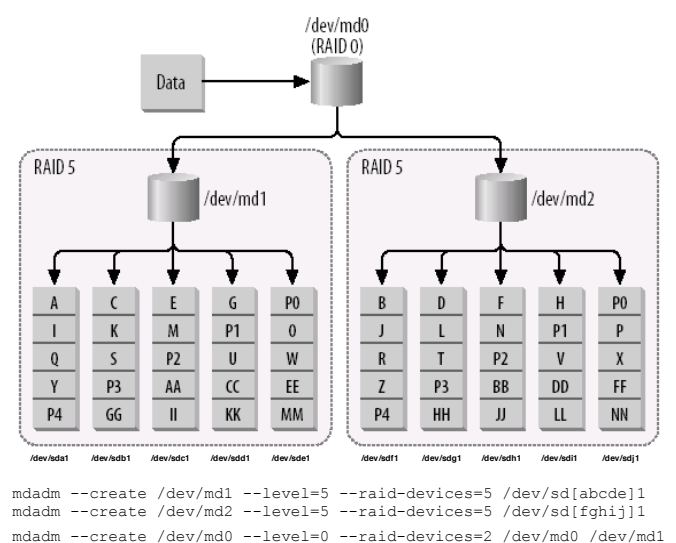 /dev/md0
(RAID 0)
Data
RAID 5
RAID 5
/dev/md1
/dev/md2
A C E G P0 B D F H P0
I K M P1 O J L N P1 P
Q S P2 U W R T P2 V X
Y P3 AA CC EE Z P3 BB DD FF
P4 GG II KK MM P4 HH JJ LL NN
/dev/sda1 /dev/sdb1 /dev/sdc1 /dev/sdd1 /dev/sde1 /dev/sdf1 /dev/sdg1 /dev/sdh1 /dev/sdi1 /dev/sdj1
mdadm --create /dev/md1 --level=5 --raid-devices=5 /dev/sd[abcde]1
mdadm --create /dev/md2 --level=5 --raid-devices=5 /dev/sd[fghij]1
mdadm --create /dev/md0 --level=0 --raid-devices=2 /dev/md0 /dev/md1